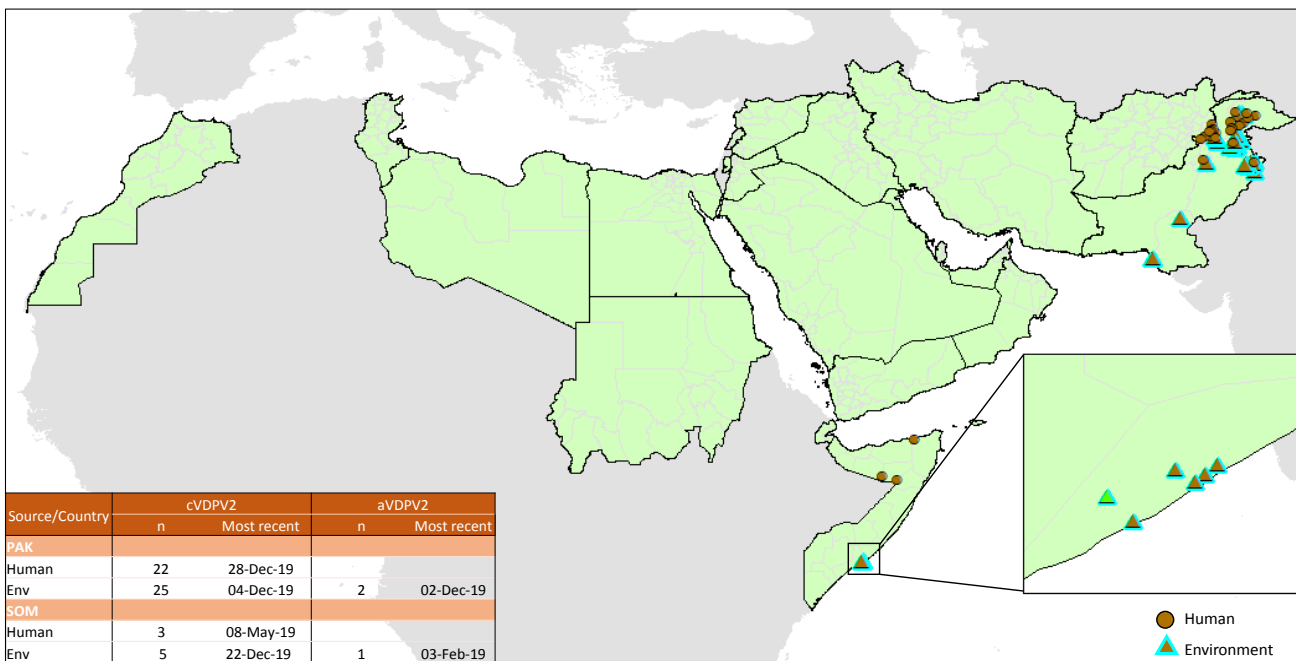 Source/Country cVDPV2 aVDPV2
n Most recent n Most recent
PAK
Human 22 28-Dec-19
Env 25 04-Dec-19 2 02-Dec-19
SOM
Human 3 08-May-19
Env 5 22-Dec-19 1 03-Feb-19
Human
Environment